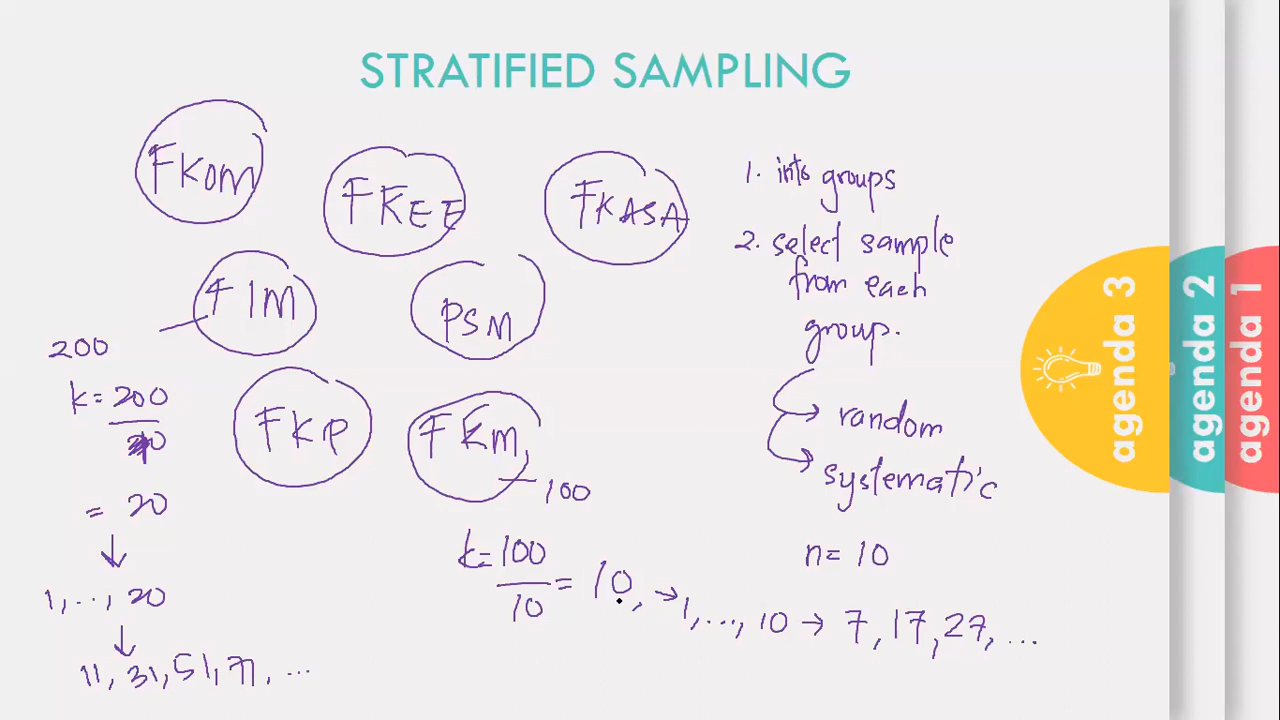 STRATIFIED SAMPLING
FKOM
FKEE
FKASA
FIM
PSM
FKP
FKM
200
k= 200
10
= 20
↓
1, .., 20
↓
11, 31, 51, 71, ...
100
k= 100
10
= 10, → 1, ..., 10 → 7, 17, 27, ...
1. into groups
2. select sample
from each
group.
→ random
→ systematic
n= 10
agenda 3
agenda 2
agenda 1